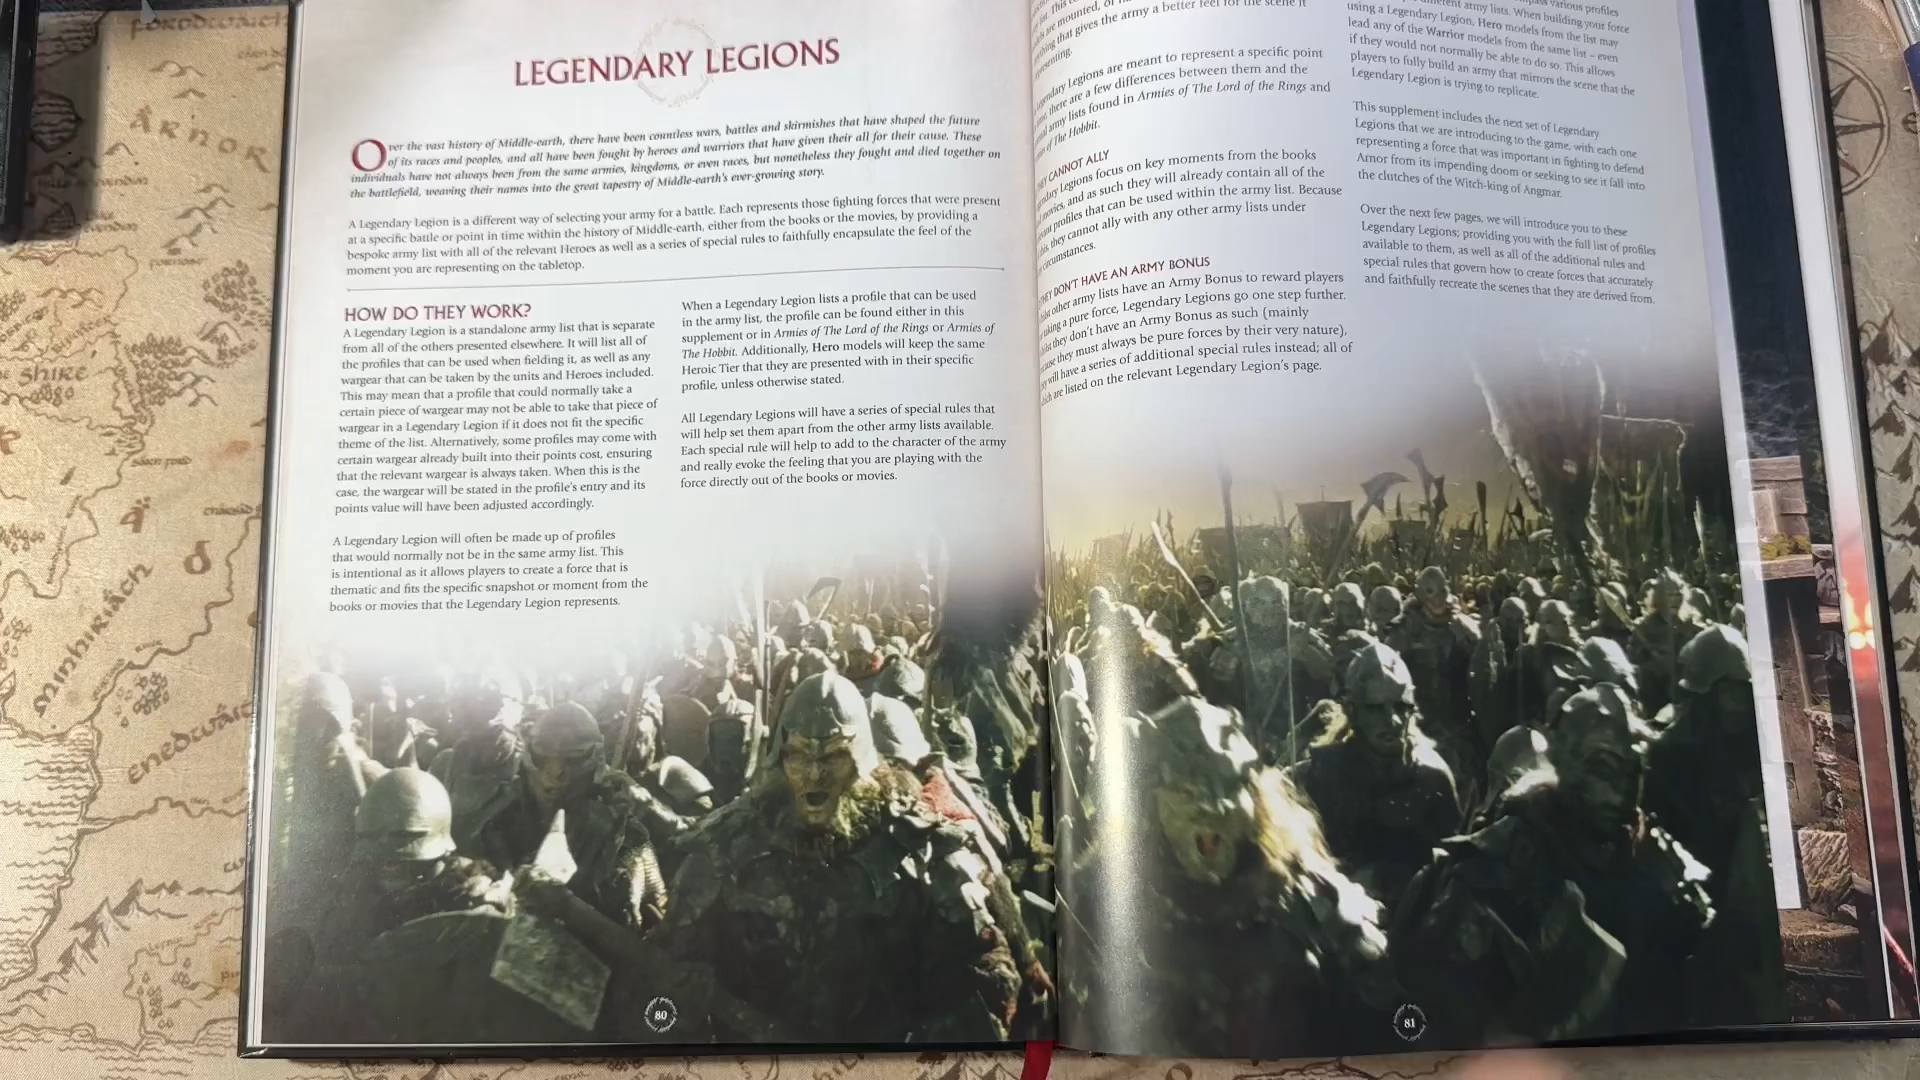 LEGENDARY LEGIONS
Over the vast history of Middle-earth, there have been countless wars, battles and skirmishes that have shaped the future
of its races and peoples, and all have been fought by heroes and warriors that have given their all for their cause. These
individuals have not always been from the same armies, kingdoms, or even races, but nonetheless they fought and died together on
the battlefield, weaving their names into the great tapestry of Middle-earth's ever-growing story.
A Legendary Legion is a different way of selecting your army for a battle. Each represents those fighting forces that were present
at a specific battle or point in time within the history of Middle-earth, either from the books or the movies, by providing a
bespoke army list with all of the relevant Heroes as well as a series of special rules to faithfully encapsulate the feel of the
moment you are representing on the tabletop.
HOW DO THEY WORK?
A Legendary Legion is a standalone army list that is separate
from all of the others presented elsewhere. It will list all of
the profiles that can be used when fielding it, as well as any
wargear that can be taken by the units and Heroes included.
This may mean that a profile that could normally take a
certain piece of wargear may not be able to take that piece of
wargear in a Legendary Legion if it does not fit the specific
theme of the list. Alternatively, some profiles may come with
certain wargear already built into their points cost, ensuring
that the relevant wargear is always taken. When this is the
case, the wargear will be stated in the profile's entry and its
points value will have been adjusted accordingly.
A Legendary Legion will often be made up of profiles
that would normally not be in the same army list. This
is intentional as it allows players to create a force that is
thematic and fits the specific snapshot or moment from the
books or movies that the Legendary Legion represents.
When a Legendary Legion lists a profile that can be used
in the army list, the profile can be found either in this
supplement or in Armies of The Lord of the Rings or Armies of
The Hobbit. Additionally, Hero models will keep the same
Heroic Tier that they are presented with in their specific
profile, unless otherwise stated.
All Legendary Legions will have a series of special rules that
will help set them apart from the other army lists available.
Each special rule will help to add to the character of the army
and really evoke the feeling that you are playing with the
force directly out of the books or movies.
80
are mounted, or
thing that gives the army a better feel for the scene it
Legions are meant to represent a specific point
there are a few differences between them and the
army lists found in Armies of The Lord of the Rings and
The Hobbit.
CANNOT ALLY
Legions focus on key moments from the books
movies, and as such they will already contain all of the
profiles that can be used within the army list. Because
they cannot ally with any other army lists under
circumstances.
DON'T HAVE AN ARMY BONUS
other army lists have an Army Bonus to reward players
a pure force, Legendary Legions go one step further.
they don't have an Army Bonus as such (mainly
they must always be pure forces by their very nature),
will have a series of additional special rules instead; all of
are listed on the relevant Legendary Legion's page.
various profiles
different army lists. When building your force
using a Legendary Legion, Hero models from the list may
lead any of the Warrior models from the same list – even
if they would not normally be able to do so. This allows
players to fully build an army that mirrors the scene that the
Legendary Legion is trying to replicate.
This supplement includes the next set of Legendary
Legions that we are introducing to the game, with each one
representing a force that was important in fighting to defend
Arnor from its impending doom or seeking to see it fall into
the clutches of the Witch-king of Angmar.
Over the next few pages, we will introduce you to these
Legendary Legions; providing you with the full list of profiles
available to them, as well as all of the additional rules and
special rules that govern how to create forces that accurately
and faithfully recreate the scenes that they are derived from.
81
ARNOR
SHIRE
MINHIRIATH